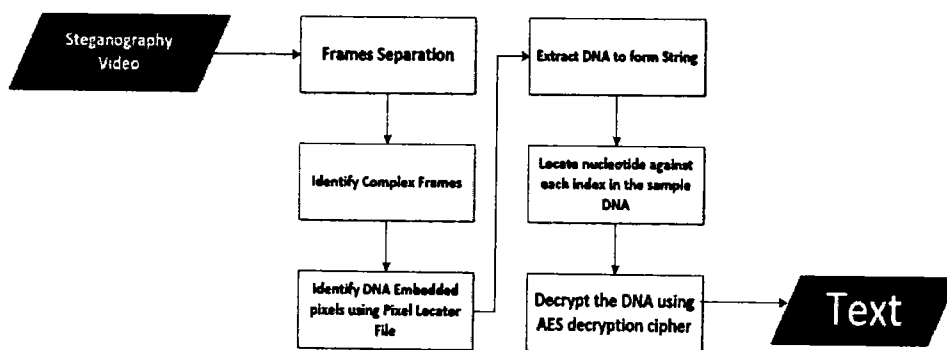 Steganography
Video
Frames Separation
Identify Complex Frames
Identify DNA Embedded
pixels using Pixel Locater
File
Extract DNA to form String
Locate nucleotide against
each index in the sample
DNA
Decrypt the DNA using
AES decryption cipher
Text